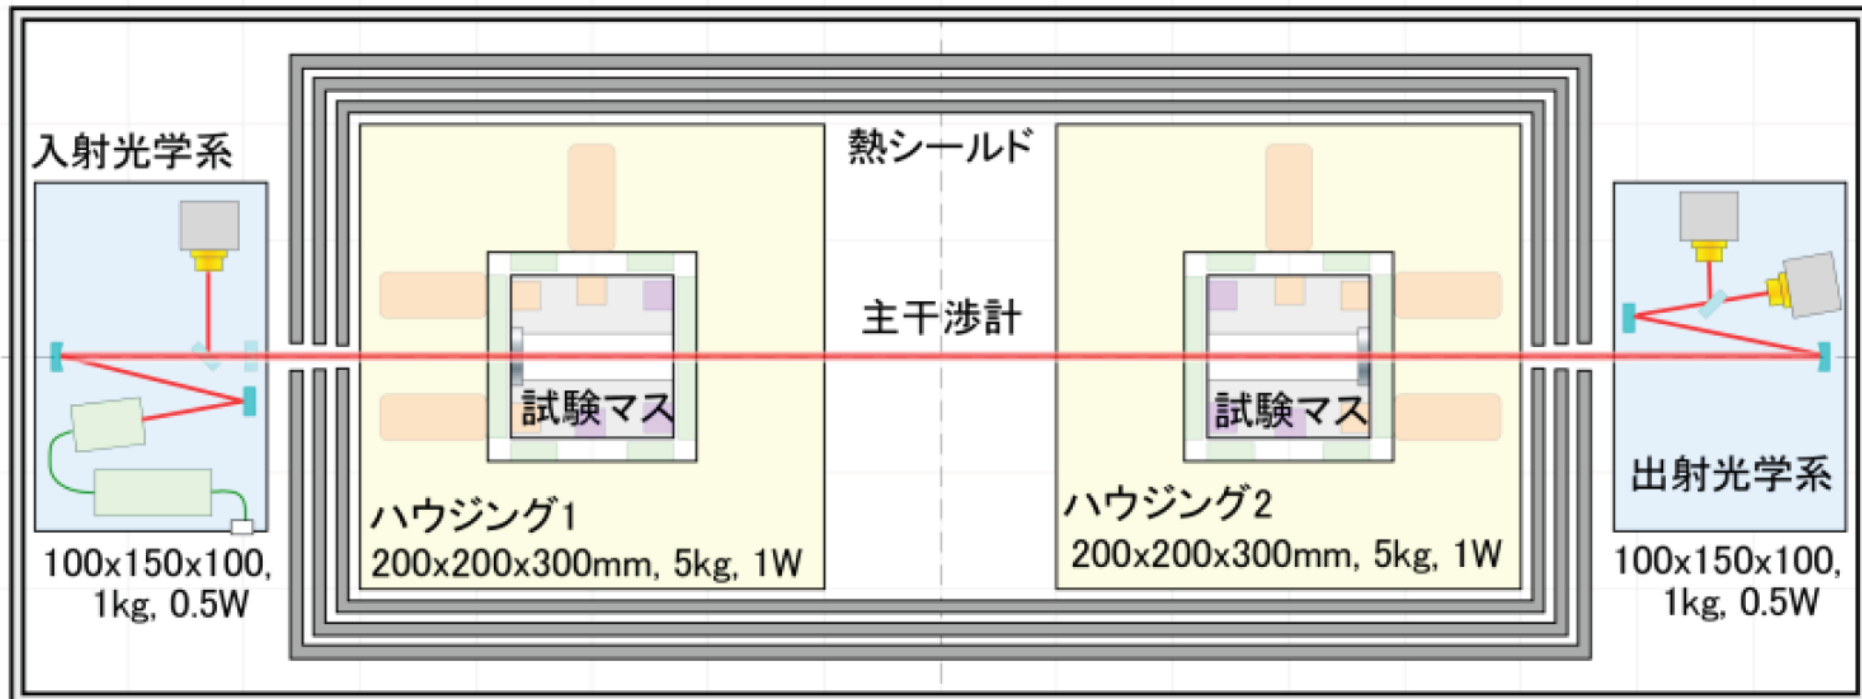 入射光学系
熱シールド
主干渉計
試験マス
試験マス
ハウジング1
200x200x300mm, 5kg, 1W
ハウジング2
200x200x300mm, 5kg, 1W
出射光学系
100x150x100,
1kg, 0.5W
100x150x100,
1kg, 0.5W